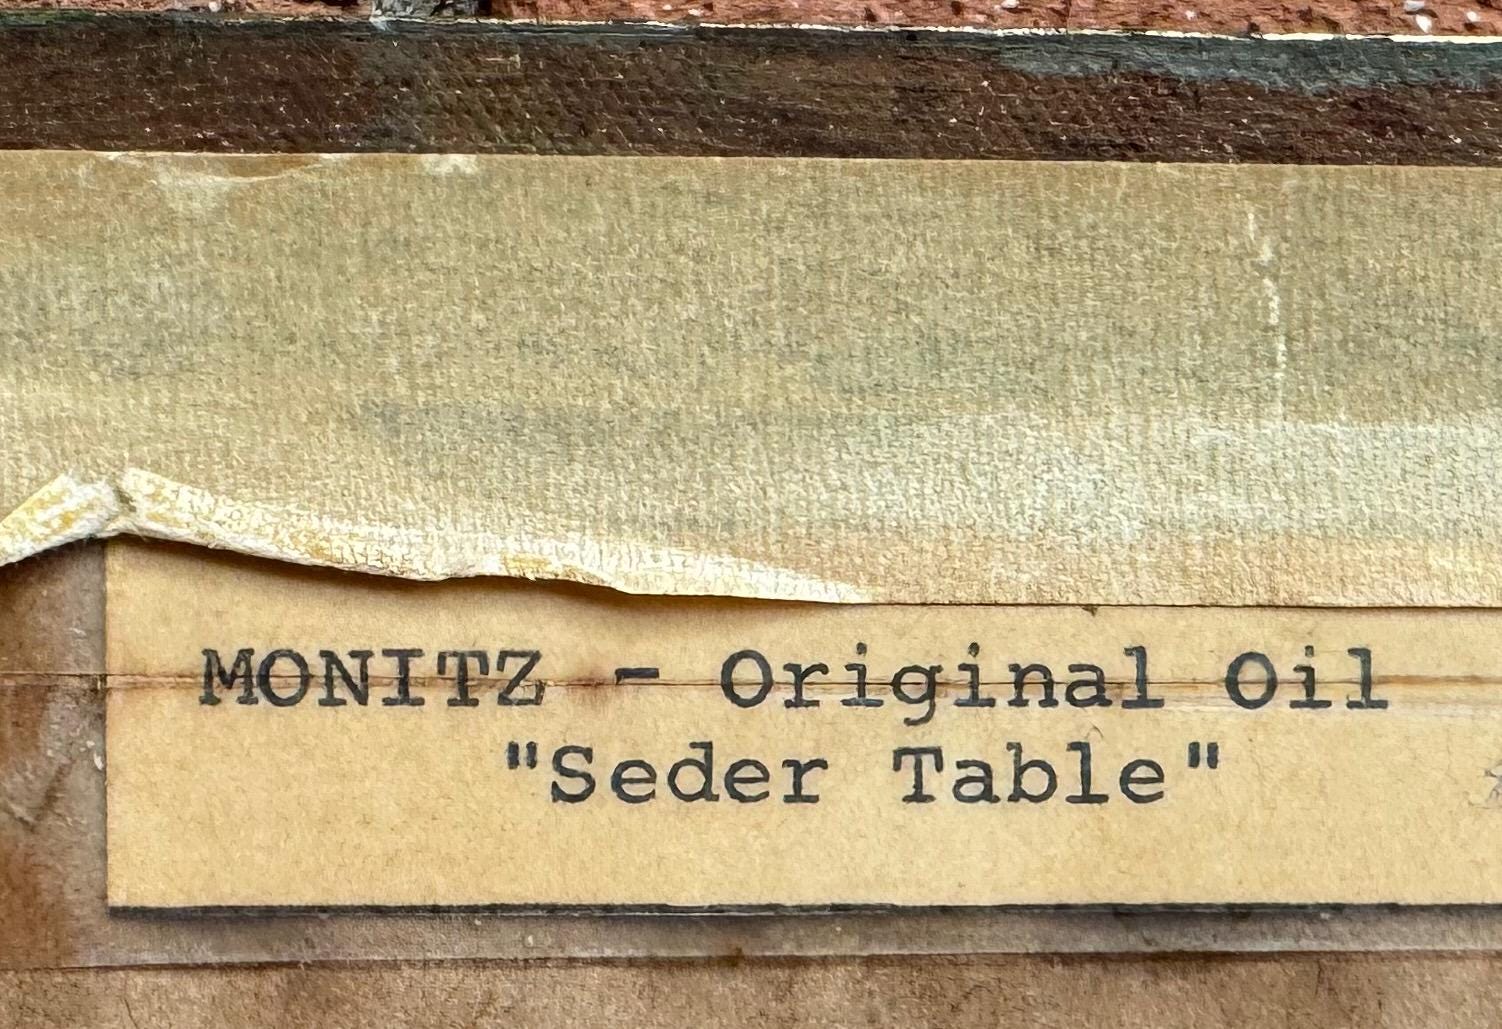 MONITZ - Original Oil
"Seder Table"